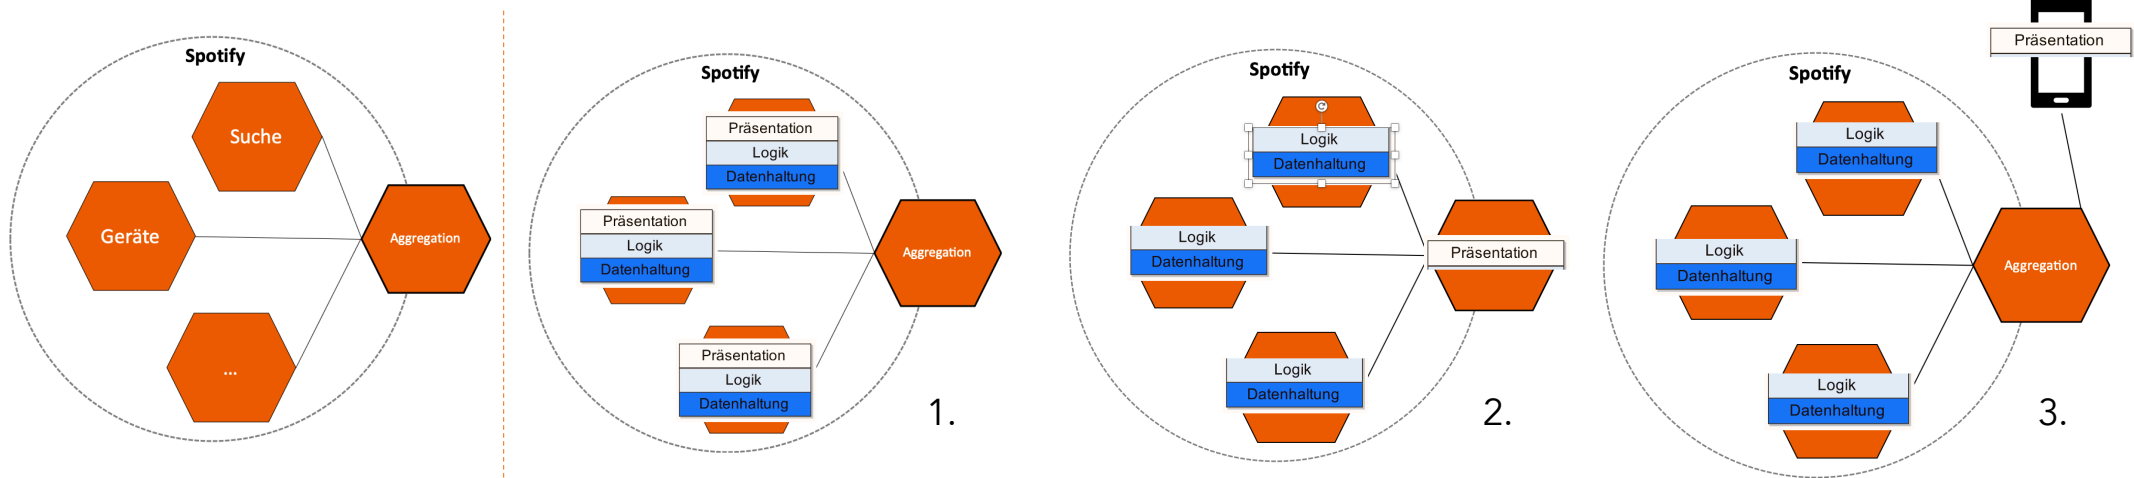 Spotify
Suche
Geräte
...
Aggregation
Spotify
Präsentation
Logik
Datenhaltung
Präsentation
Logik
Datenhaltung
Präsentation
Logik
Datenhaltung
Aggregation
1.
Spotify
Logik
Datenhaltung
Logik
Datenhaltung
Logik
Datenhaltung
Präsentation
2.
Spotify
Logik
Datenhaltung
Logik
Datenhaltung
Logik
Datenhaltung
Aggregation
Präsentation
3.